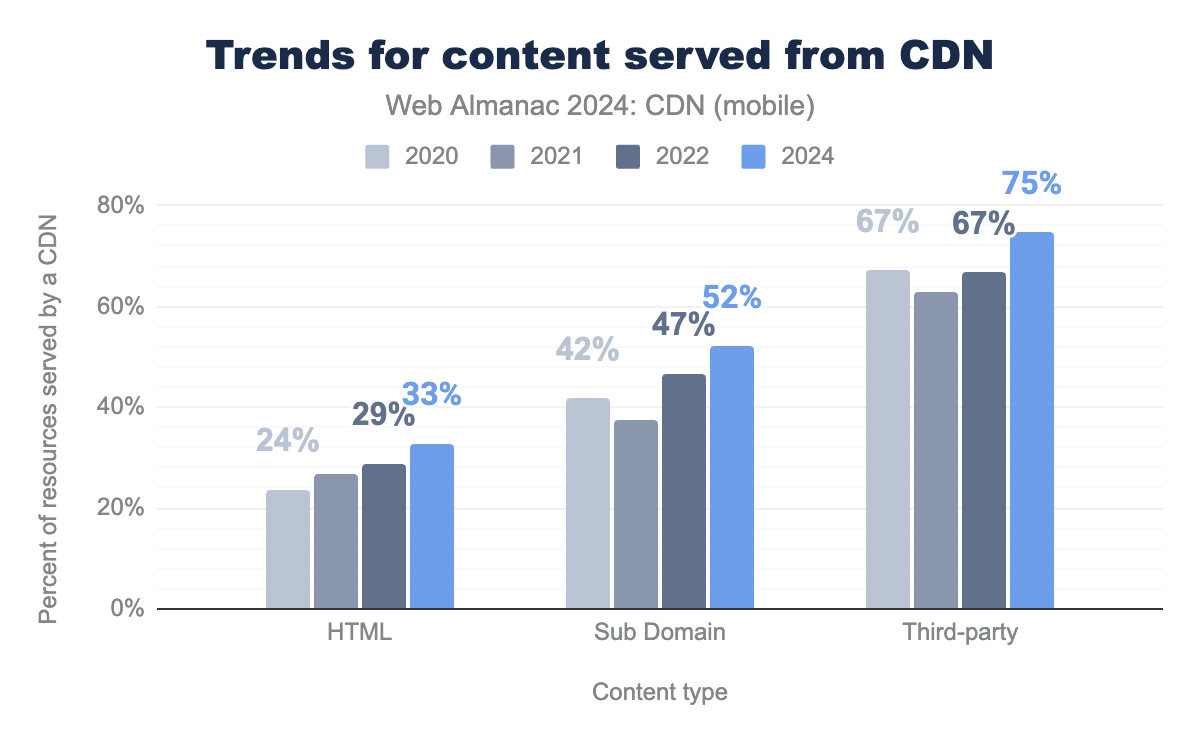 Trends for content served from CDN
Web Almanac 2024: CDN (mobile)
2020 2021 2022 2024
Percent of resources served by a CDN
80%
60%
40%
20%
0%
24% 29% 33%
42% 47% 52%
67% 67% 75%
HTML Sub Domain Third-party
Content type